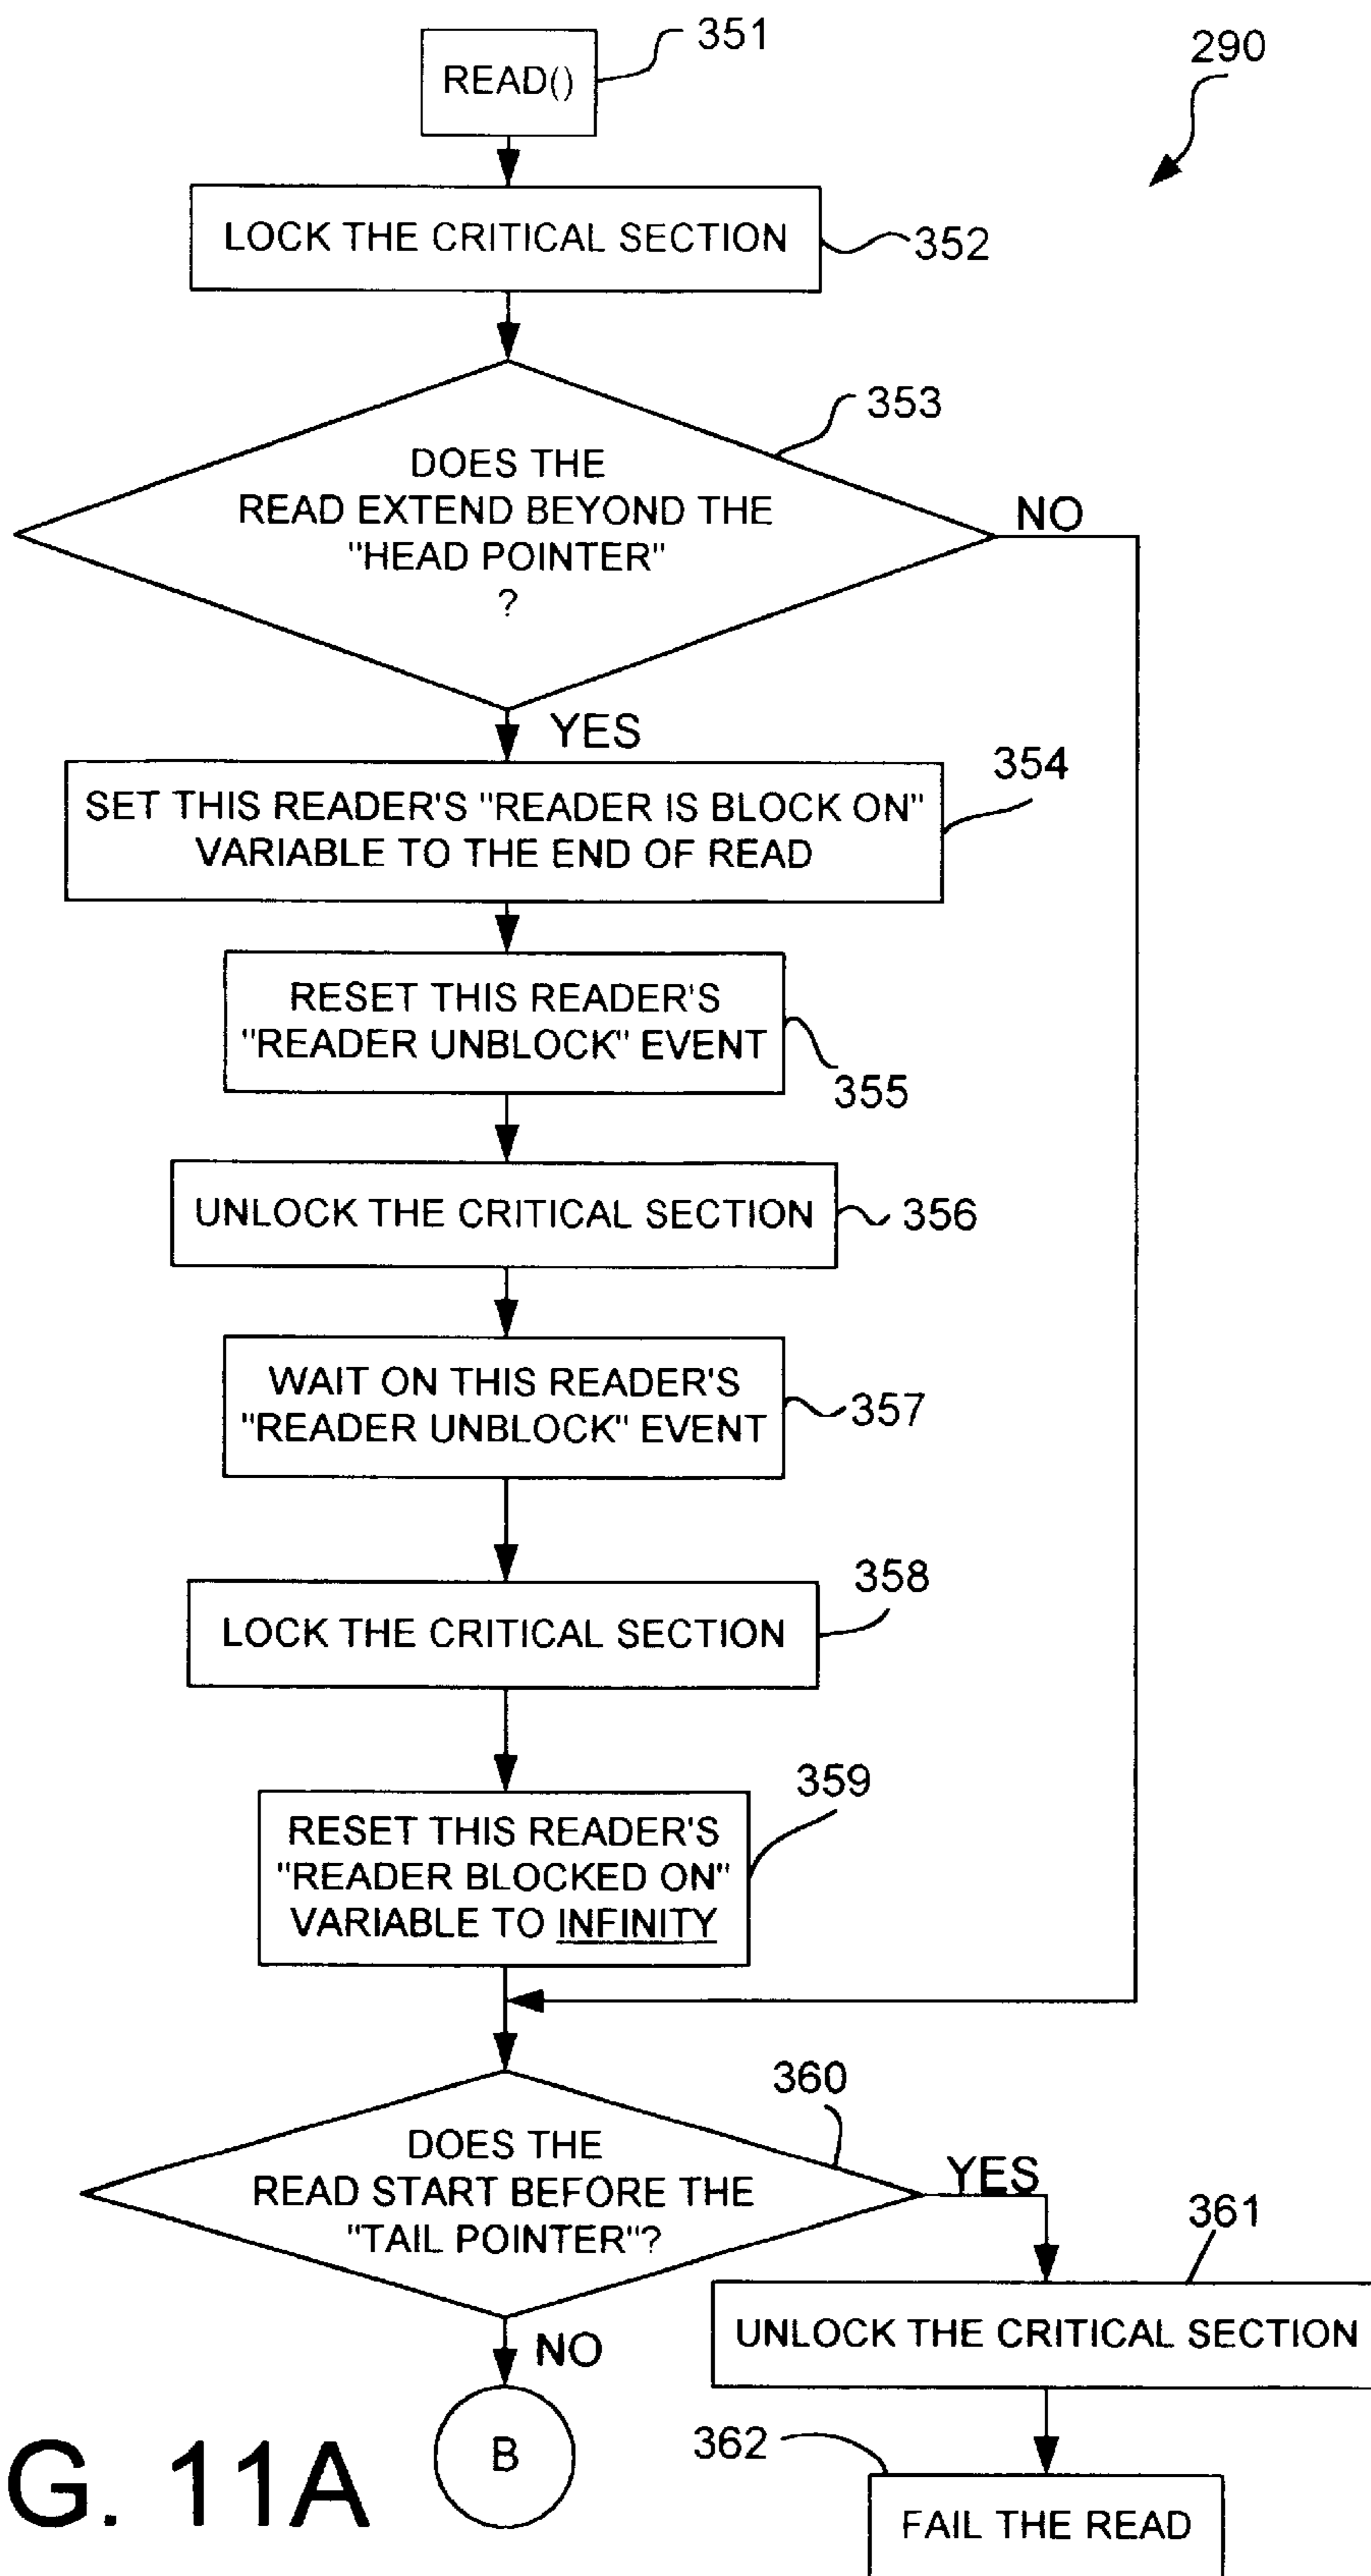 351
290
READ()
LOCK THE CRITICAL SECTION
352
353
DOES THE
READ EXTEND BEYOND THE
"HEAD POINTER"
?
NO
YES
354
SET THIS READER'S "READER IS BLOCK ON"
VARIABLE TO THE END OF READ
RESET THIS READER'S
"READER UNBLOCK" EVENT
355
UNLOCK THE CRITICAL SECTION
356
WAIT ON THIS READER'S
"READER UNBLOCK" EVENT
357
358
LOCK THE CRITICAL SECTION
359
RESET THIS READER'S
"READER BLOCKED ON"
VARIABLE TO INFINITY
360
DOES THE
READ START BEFORE THE
"TAIL POINTER"?
YES
361
UNLOCK THE CRITICAL SECTION
NO
B
362
FAIL THE READ
G. 11A